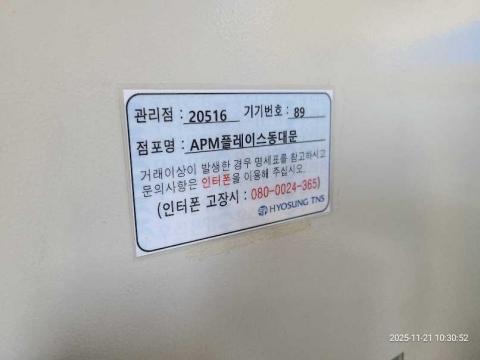 관리점 : 20516 기기번호 : 89
점포명 : APM플레이스동대문
거래이상이 발생한 경우 명세표를 참고하시고
문의사항은 인터폰을 이용해 주십시오.
(인터폰 고장시 : 080-0024-365)
HYOSUNG TNS
2025-11-21 10:30:52